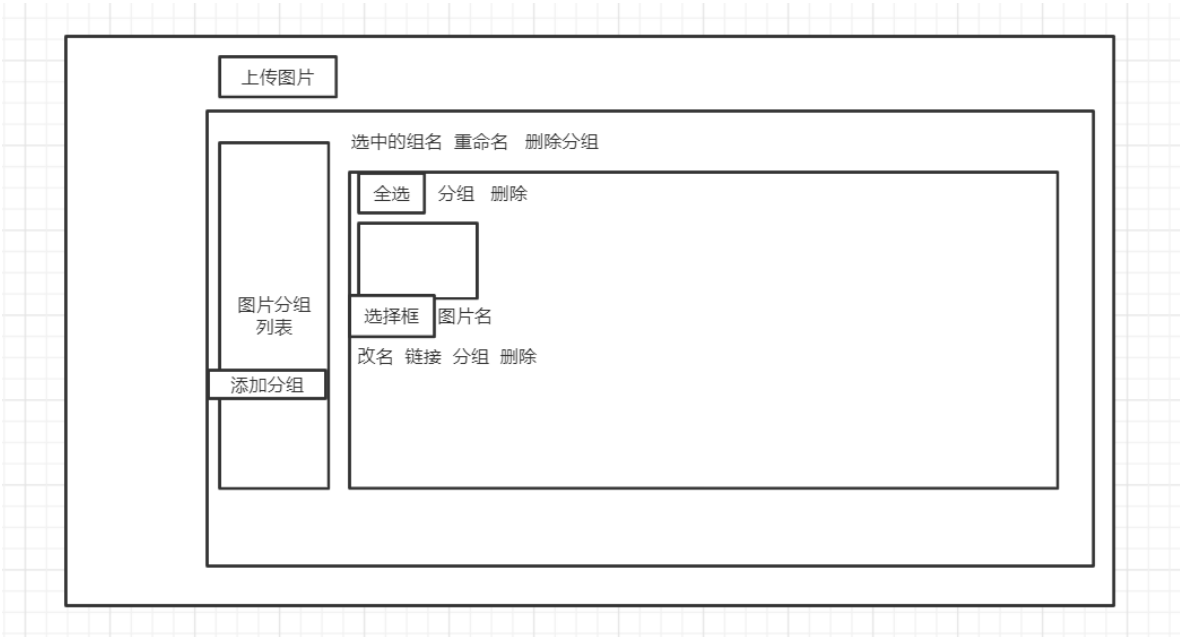 上传图片
选中的组名 重命名 删除分组
全选 分组 删除
图片分组
列表
选择框 图片名
改名 链接 分组 删除
添加分组